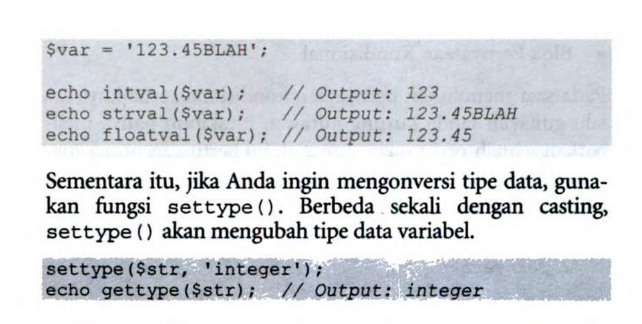 $var = '123.45BLAH';
echo intval($var);   // Output: 123
echo strval($var);   // Output: 123.45BLAH
echo floatval($var); // Output: 123.45
Sementara itu, jika Anda ingin mengonversi tipe data, guna-
kan fungsi settype(). Berbeda sekali dengan casting,
settype() akan mengubah tipe data variabel.
settype($str, 'integer');
echo gettype($str);  // Output: integer